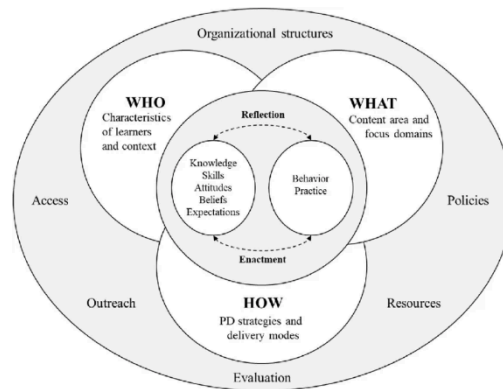 Organizational structures
WHO
Characteristics
of learners
and context
WHAT
Content area and
focus domains
Reflection
Knowledge
Skills
Attitudes
Beliefs
Expectations
Behavior
Practice
Access
Policies
Enactment
HOW
PD strategies and
delivery modes
Outreach
Resources
Evaluation